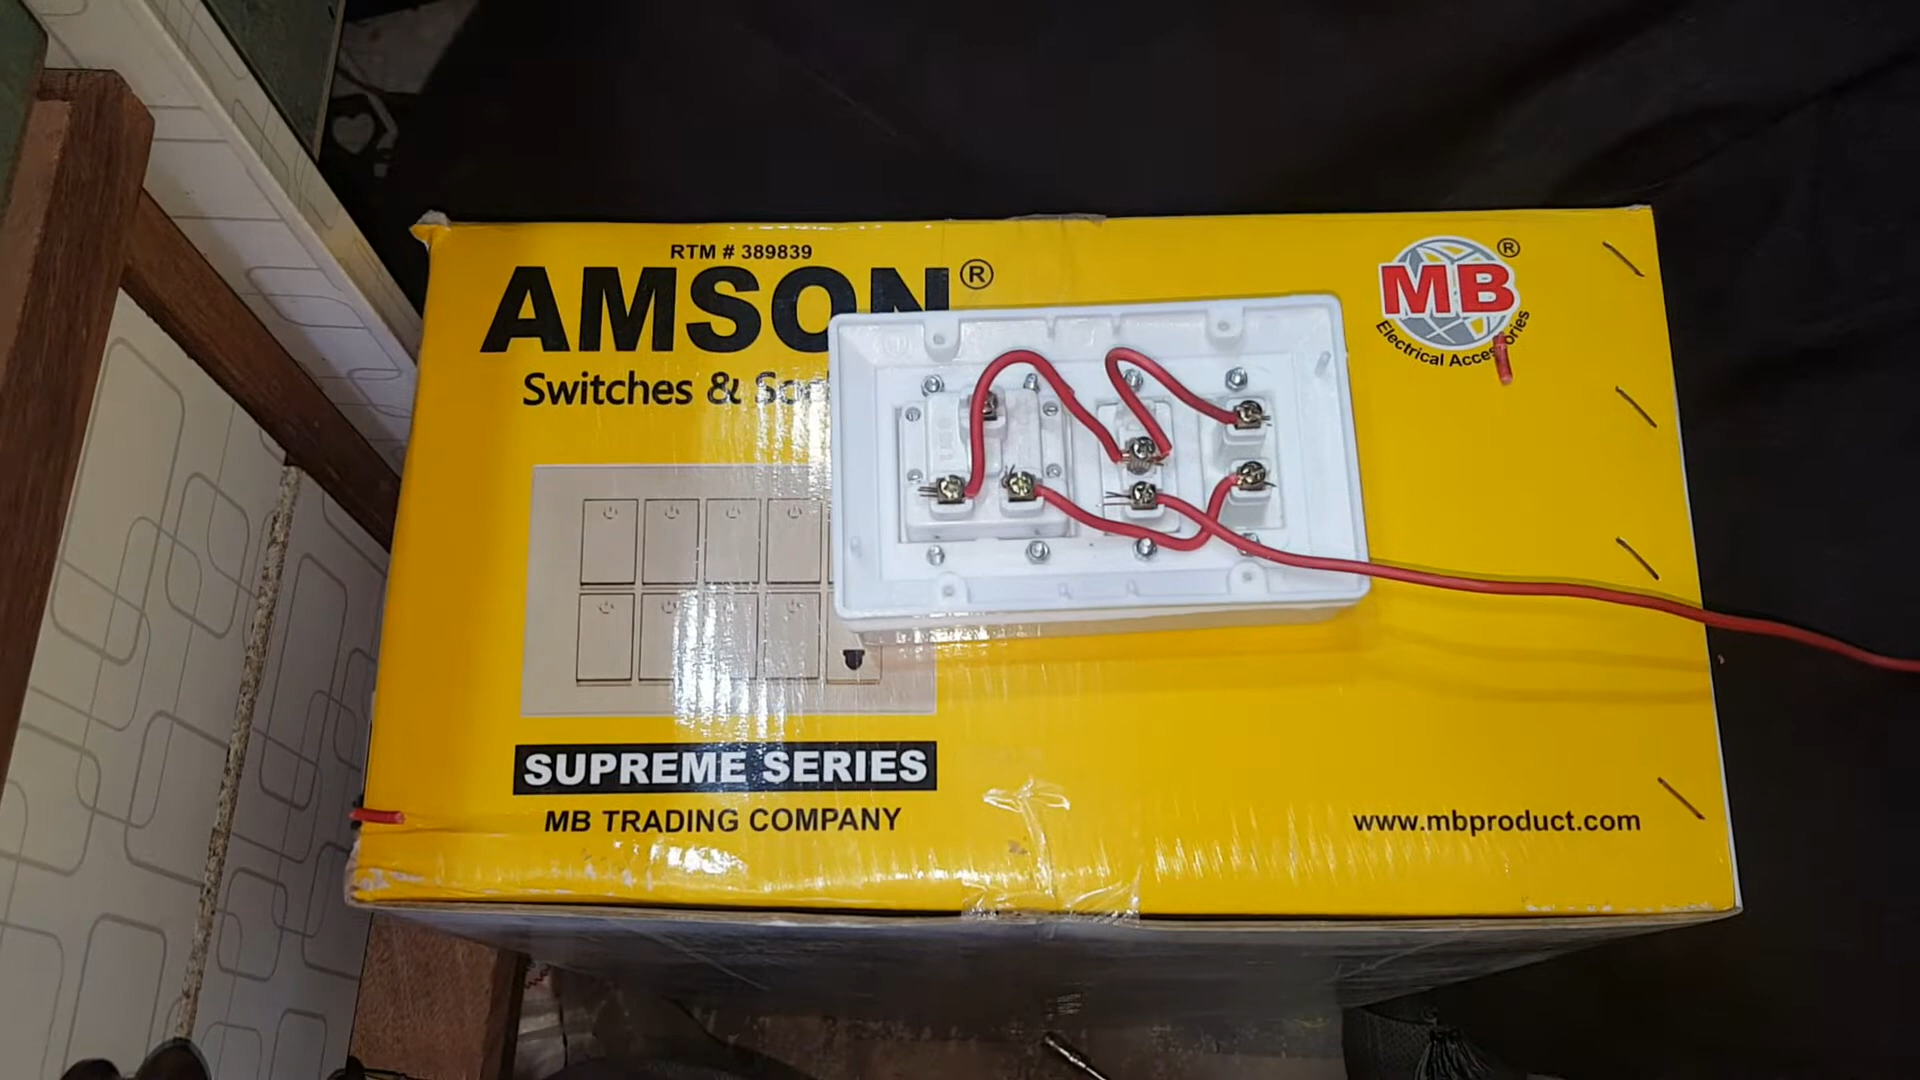 RTM # 389839
AMSON®
Switches &
SUPREME SERIES
MB TRADING COMPANY
MB®
Electrical Accessories
www.mbproduct.com